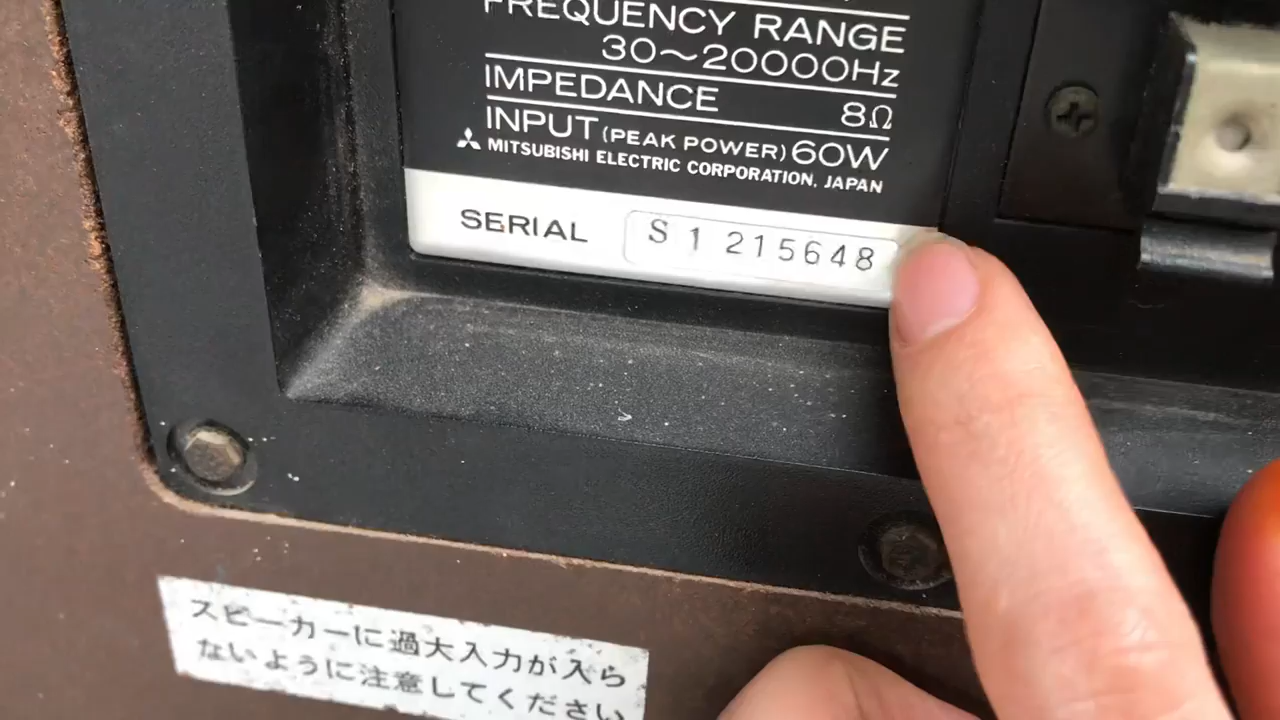 FREQUENCY RANGE
30～20000Hz
IMPEDANCE 8Ω
INPUT (PEAK POWER) 60W
MITSUBISHI ELECTRIC CORPORATION, JAPAN
SERIAL S 1 215648
スピーカーに過大入力が入ら
ないように注意してください